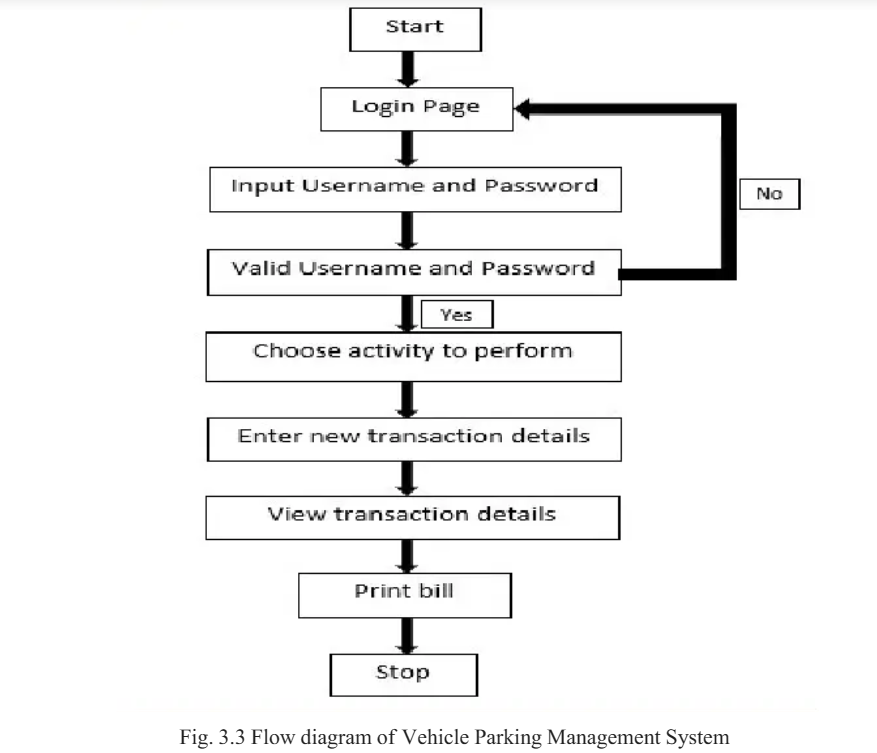 Start
Login Page
Input Username and Password
No
Valid Username and Password
Yes
Choose activity to perform
Enter new transaction details
View transaction details
Print bill
Stop
Fig. 3.3 Flow diagram of Vehicle Parking Management System